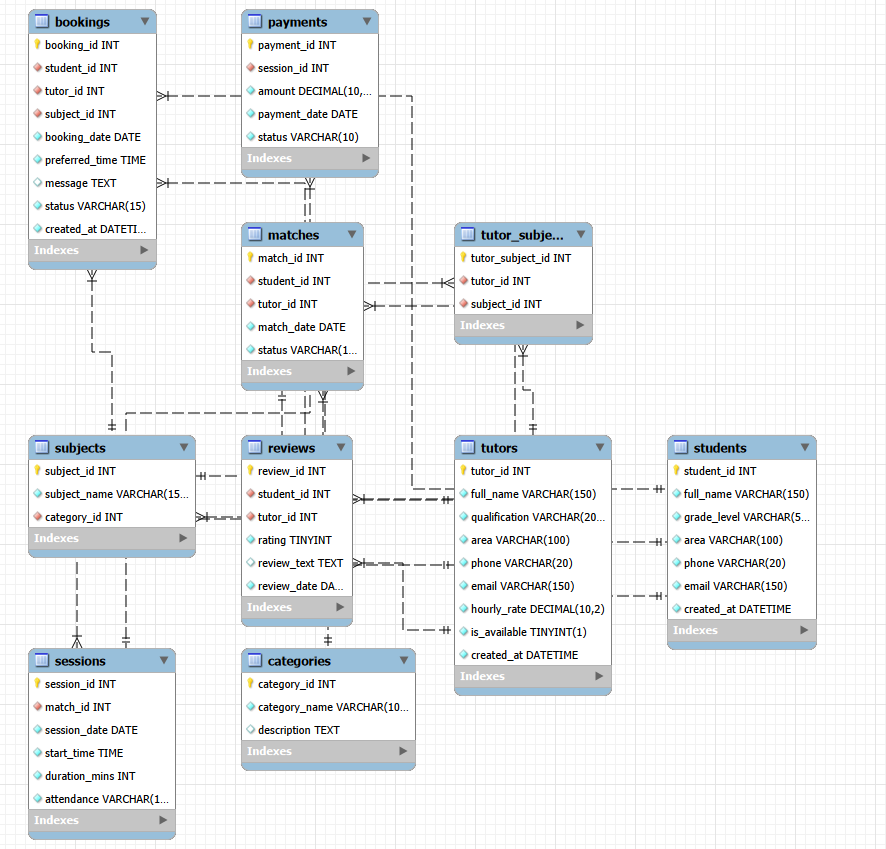 bookings
booking_id INT
student_id INT
tutor_id INT
subject_id INT
booking_date DATE
preferred_time TIME
message TEXT
status VARCHAR(15)
created_at DATETI...
Indexes
payments
payment_id INT
session_id INT
amount DECIMAL(10,...
payment_date DATE
status VARCHAR(10)
Indexes
matches
match_id INT
student_id INT
tutor_id INT
match_date DATE
status VARCHAR(1...
Indexes
tutor_subje...
tutor_subject_id INT
tutor_id INT
subject_id INT
Indexes
subjects
subject_id INT
subject_name VARCHAR(15...
category_id INT
Indexes
reviews
review_id INT
student_id INT
tutor_id INT
rating TINYINT
review_text TEXT
review_date DA...
Indexes
tutors
tutor_id INT
full_name VARCHAR(150)
qualification VARCHAR(20...
area VARCHAR(100)
phone VARCHAR(20)
email VARCHAR(150)
hourly_rate DECIMAL(10,2)
is_available TINYINT(1)
created_at DATETIME
Indexes
students
student_id INT
full_name VARCHAR(150)
grade_level VARCHAR(5...
area VARCHAR(100)
phone VARCHAR(20)
email VARCHAR(150)
created_at DATETIME
Indexes
sessions
session_id INT
match_id INT
session_date DATE
start_time TIME
duration_mins INT
attendance VARCHAR(1...
Indexes
categories
category_id INT
category_name VARCHAR(10...
description TEXT
Indexes